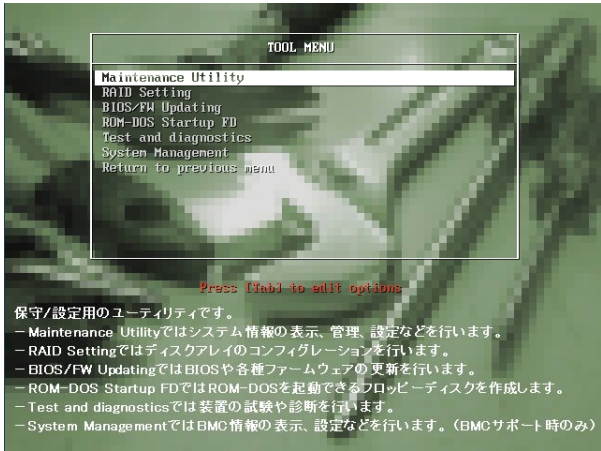 TOOL MENU
Maintenance Utility
RAID Setting
BIOS/FW Updating
ROM-DOS Startup FD
Test and diagnostics
System Management
Return to previous menu
Press [Tab] to edit options
保守/設定用のユーティリティです。
－Maintenance Utilityではシステム情報の表示、管理、設定などを行います。
－RAID Settingではディスクアレイのコンフィグレーションを行います。
－BIOS/FW UpdatingではBIOSや各種ファームウェアの更新を行います。
－ROM-DOS Startup FDではROM-DOSを起動できるフロッピーディスクを作成します。
－Test and diagnosticsでは装置の試験や診断を行います。
－System ManagementではBMC情報の表示、設定などを行います。（BMCサポート時のみ）